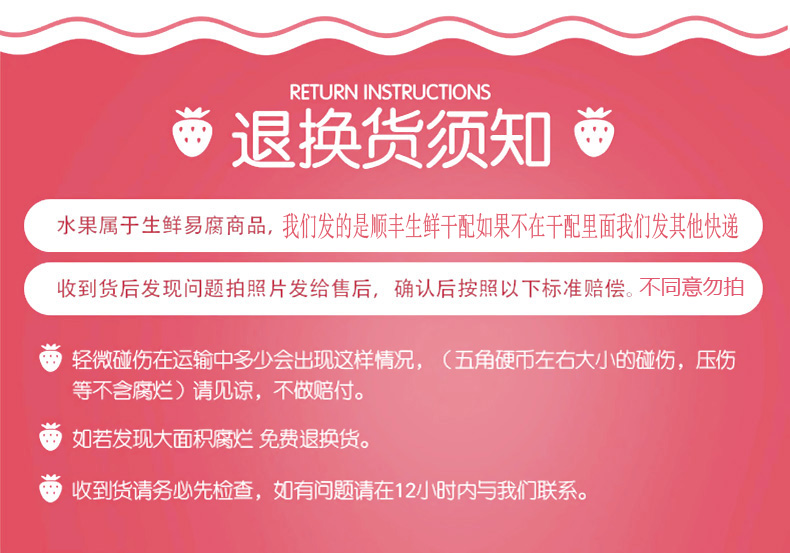 RETURN INSTRUCTIONS
退换货须知
水果属于生鲜易腐商品，我们发的是顺丰生鲜干配如果不在干配里面我们发其他快递
收到货后发现问题拍照片发给售后，确认后按照以下标准赔偿。不同意勿拍
轻微碰伤在运输中多少会出现这样情况，（五角硬币左右大小的碰伤，压伤
等不含腐烂）请见谅，不做赔付。
如若发现大面积腐烂 免费退换货。
收到货请务必先检查，如有问题请在12小时内与我们联系。